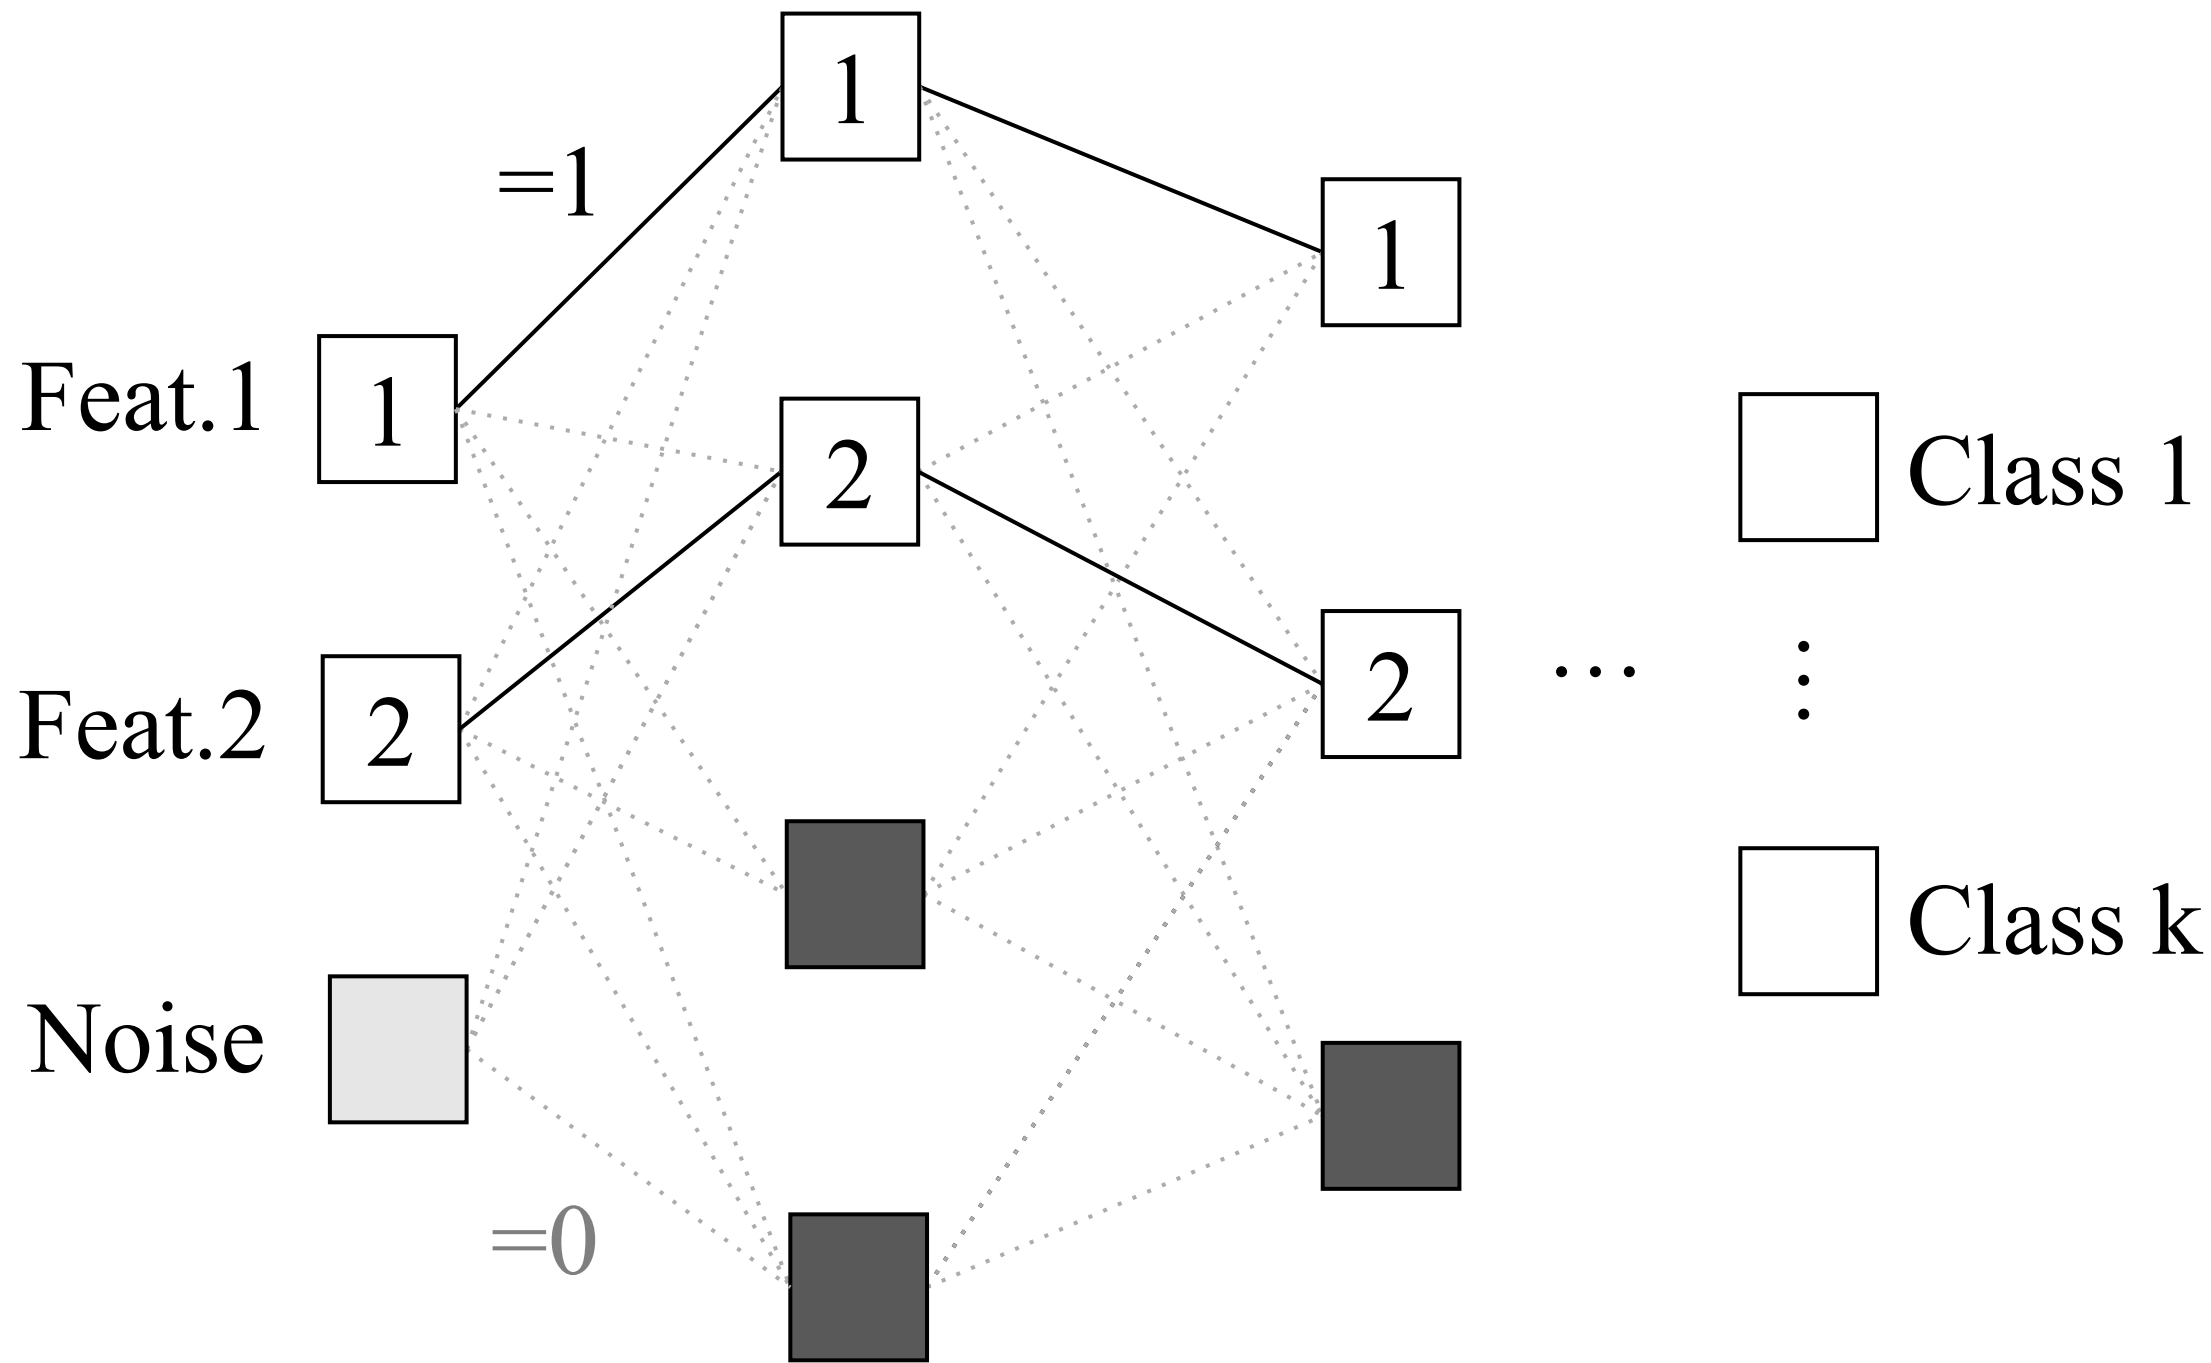 1
=1
1
Feat.1
1
2
Class 1
Feat.2
2
2
...
⋮
Class k
Noise
=0